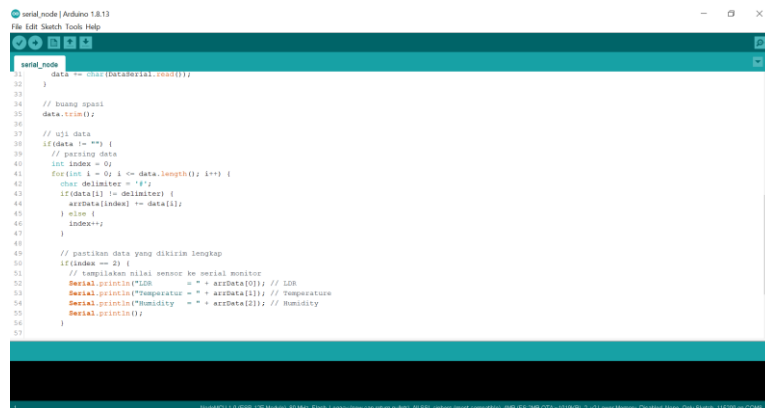 serial_node | Arduino 1.8.13
File Edit Sketch Tools Help
serial_node
31 data += char(DataSerial.read());
32 }
33
34 // buang spasi
35 data.trim();
36
37 // uji data
38 if(data != "") {
39 // parsing data
40 int index = 0;
41 for(int i = 0; i <= data.length(); i++) {
42 char delimiter = '#';
43 if(data[i] != delimiter) {
44 arrData[index] += data[i];
45 } else {
46 index++;
47 }
48
49 // pastikan data yang dikirim lengkap
50 if(index == 2) {
51 // tampilakan nilai sensor ke serial monitor
52 Serial.println("LDR = " + arrData[0]); // LDR
53 Serial.println("Temperatur = " + arrData[1]); // Temperature
54 Serial.println("Humidity = " + arrData[2]); // Humidity
55 Serial.println();
56 }
57